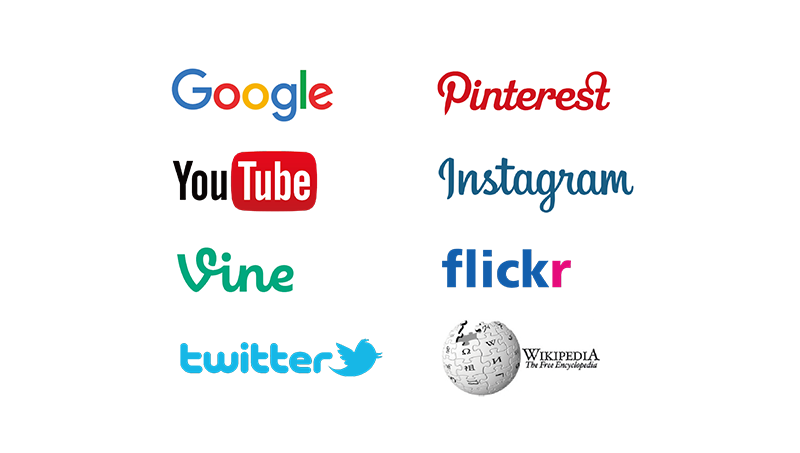 Google
Pinterest
YouTube
Instagram
Vine
flickr
twitter
WIKIPEDIA
The Free Encyclopedia